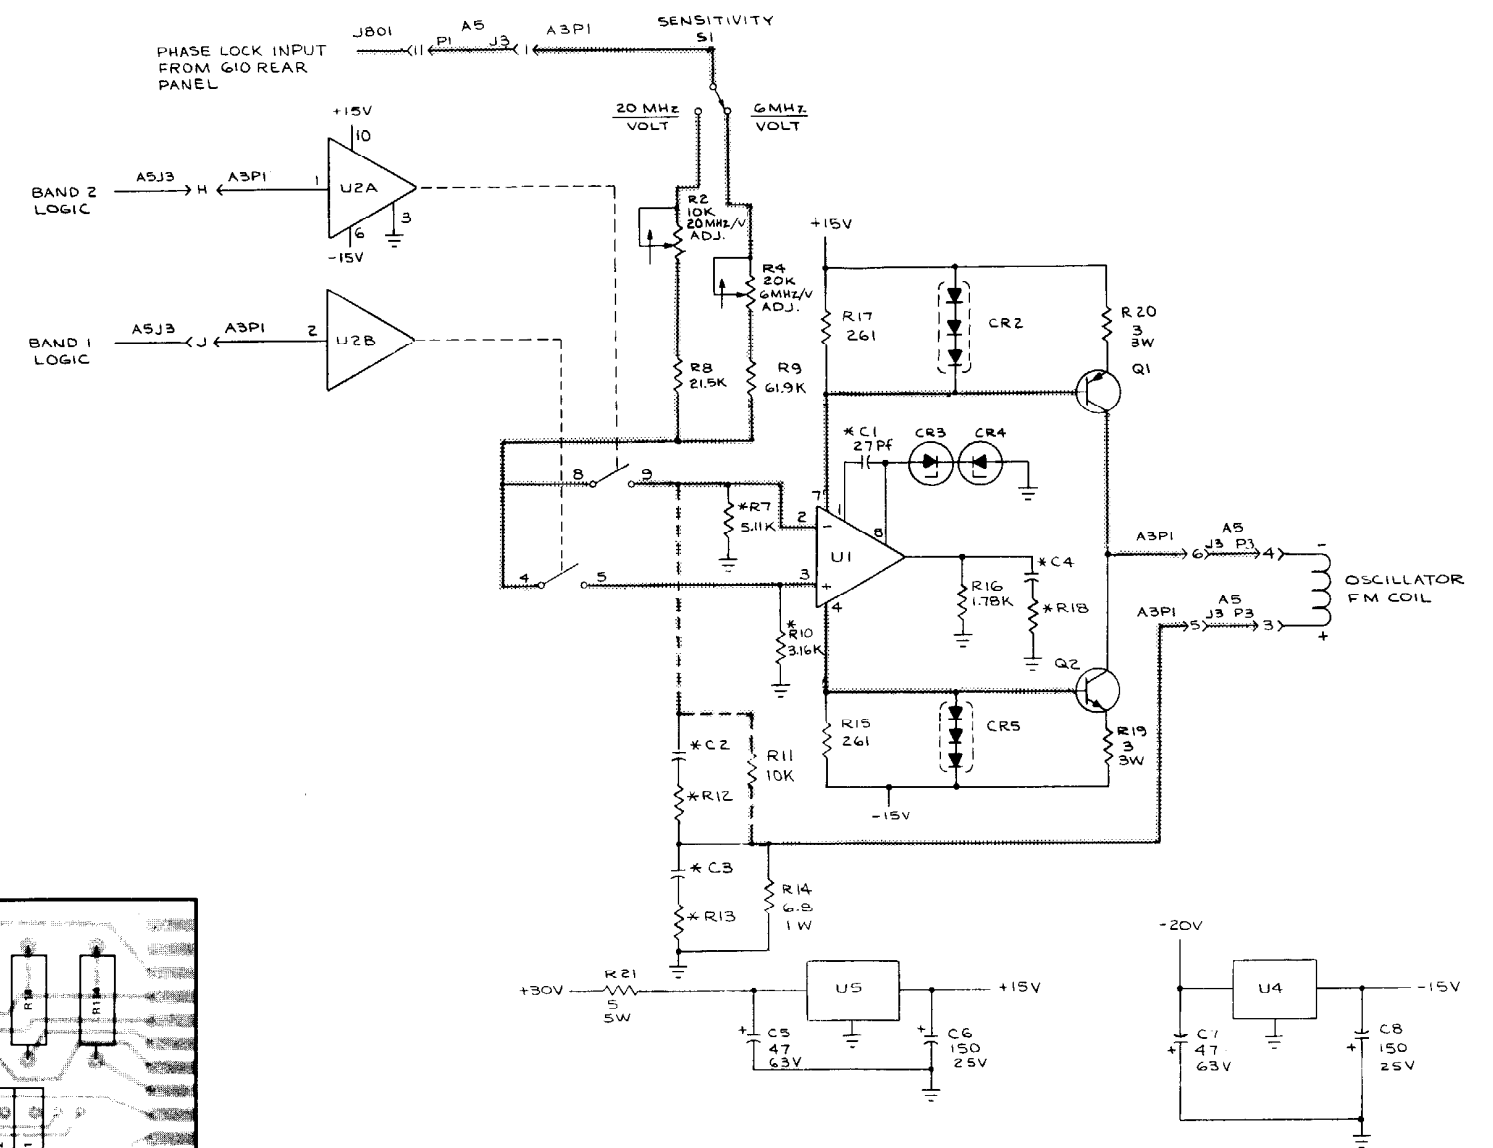 SENSITIVITY
S1
J801
A5
11 P1 J3 1
A3P1
PHASE LOCK INPUT
FROM 610 REAR
PANEL
20 MHz
VOLT
6MHz
VOLT
+15V
10
A5J3 H A3P1
1
U2A
BAND 2
LOGIC
3
6
-15V
R2
10K
20MHz/V
ADJ.
R4
20K
6MHz/V
ADJ.
A5J3 J A3P1
2
U2B
BAND 1
LOGIC
R8
21.5K
R9
61.9K
+15V
R17
261
CR2
R20
3
3W
Q1
*C1
27Pf
CR3
CR4
8
9
*R7
5.11K
7
1
8
2
-
U1
3
+
4
4
5
*
R10
3.16K
R16
1.78K
*C4
*R18
A3P1
6
A5
J3 P3
4
-
OSCILLATOR
FM COIL
A3P1
5
A5
J3 P3
3
+
Q2
R15
261
CR5
R19
3
3W
-15V
*C2
R11
10K
*R12
*C3
*R13
R14
6.8
1W
+30V
R21
5
5W
U5
+15V
+
C5
47
63V
+
C6
150
25V
-20V
U4
-15V
+
C7
47
63V
+
C8
150
25V